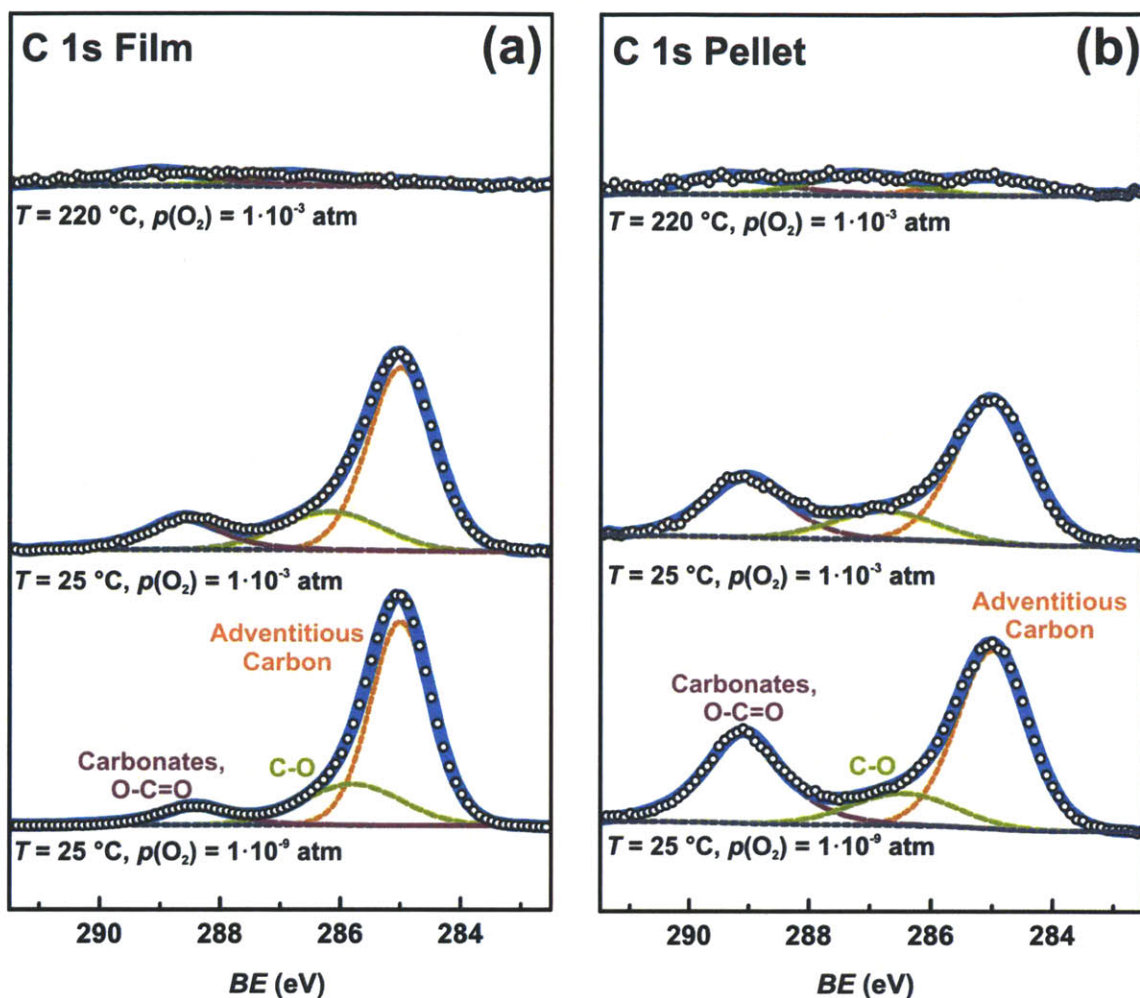 C 1s Film
(a)
T = 220 °C, p(O₂) = 1·10⁻³ atm
T = 25 °C, p(O₂) = 1·10⁻³ atm
Adventitious
Carbon
Carbonates,
O-C=O
C-O
T = 25 °C, p(O₂) = 1·10⁻⁹ atm
290
288
286
284
BE (eV)
C 1s Pellet
(b)
T = 220 °C, p(O₂) = 1·10⁻³ atm
T = 25 °C, p(O₂) = 1·10⁻³ atm
Adventitious
Carbon
Carbonates,
O-C=O
C-O
T = 25 °C, p(O₂) = 1·10⁻⁹ atm
290
288
286
284
BE (eV)